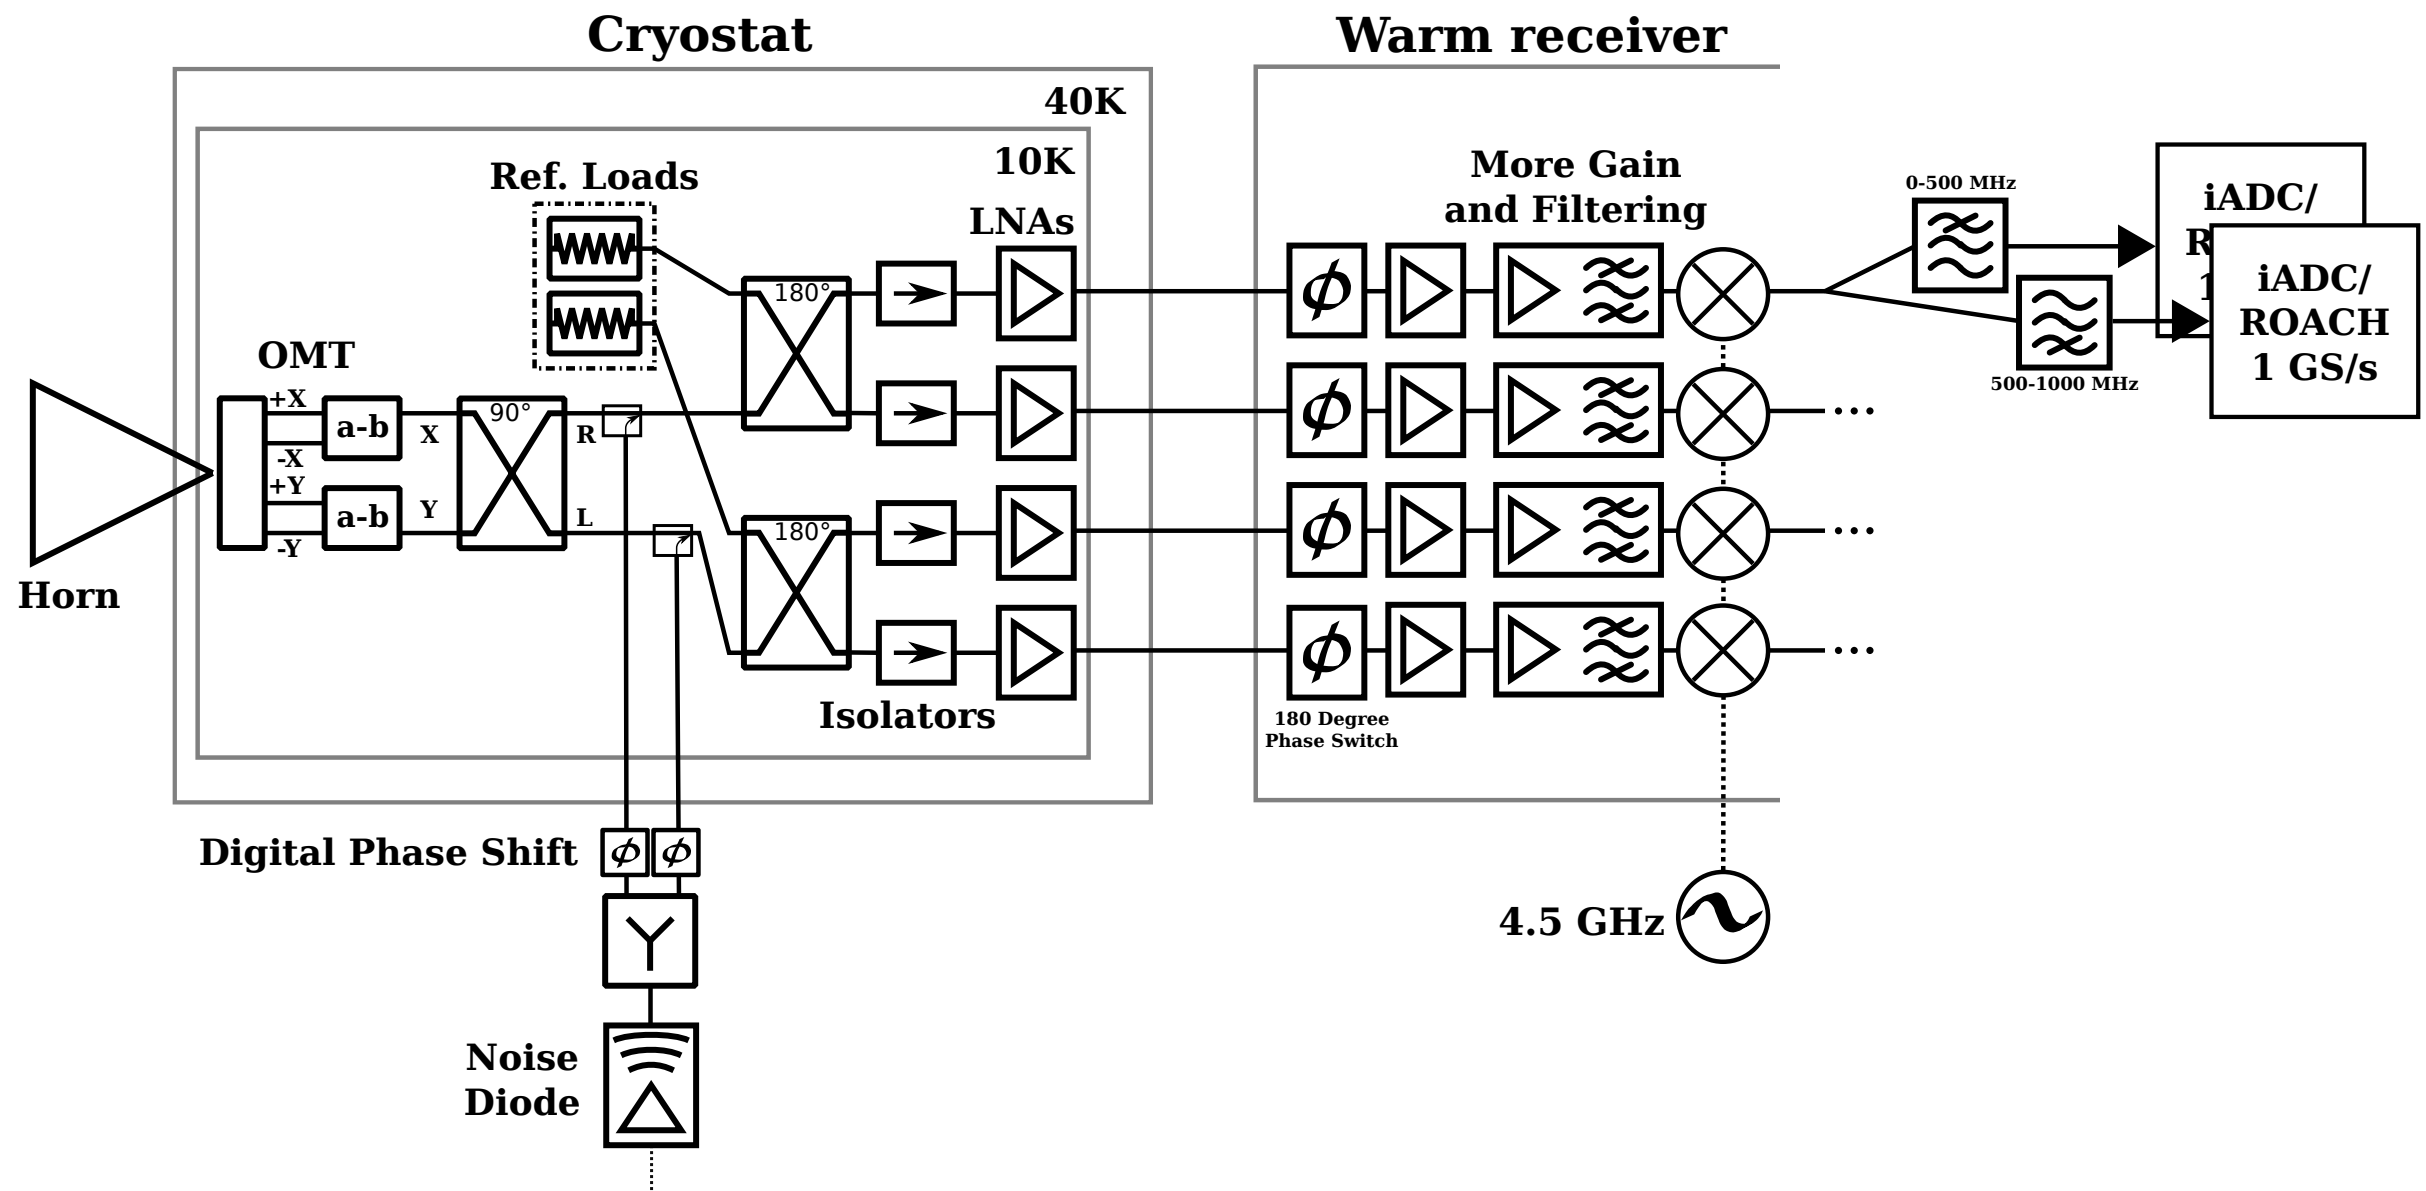 Cryostat
Warm receiver
40K
10K
Ref. Loads
LNAs
More Gain
and Filtering
0-500 MHz
iADC/
R
1
iADC/
ROACH
1 GS/s
500-1000 MHz
180°
180°
90°
OMT
+X
-X
+Y
-Y
a-b
a-b
X
Y
R
L
Horn
Isolators
ϕ
ϕ
ϕ
ϕ
...
...
...
180 Degree
Phase Switch
Digital Phase Shift
ϕ ϕ
4.5 GHz
Noise
Diode